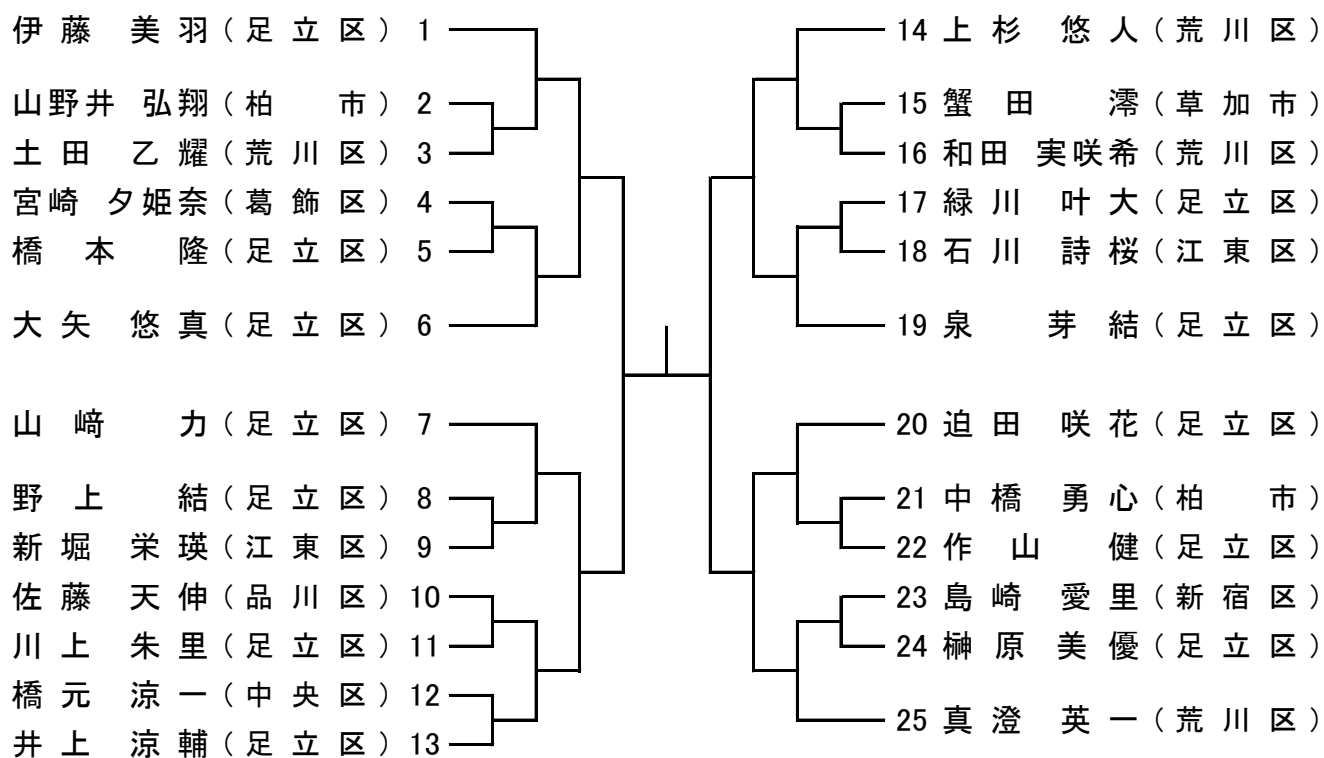 伊藤 美羽(足立区) 1
山野井 弘翔(柏 市) 2
土田 乙耀(荒川区) 3
宮崎 夕姫奈(葛飾区) 4
橋本 隆(足立区) 5
大矢 悠真(足立区) 6
山﨑 力(足立区) 7
野上 結(足立区) 8
新堀 栄瑛(江東区) 9
佐藤 天伸(品川区) 10
川上 朱里(足立区) 11
橋元 涼一(中央区) 12
井上 涼輔(足立区) 13
14 上杉 悠人(荒川区)
15 蟹田 澪(草加市)
16 和田 実咲希(荒川区)
17 緑川 叶大(足立区)
18 石川 詩桜(江東区)
19 泉 芽結(足立区)
20 迫田 咲花(足立区)
21 中橋 勇心(柏 市)
22 作山 健(足立区)
23 島崎 愛里(新宿区)
24 榊原 美優(足立区)
25 真澄 英一(荒川区)